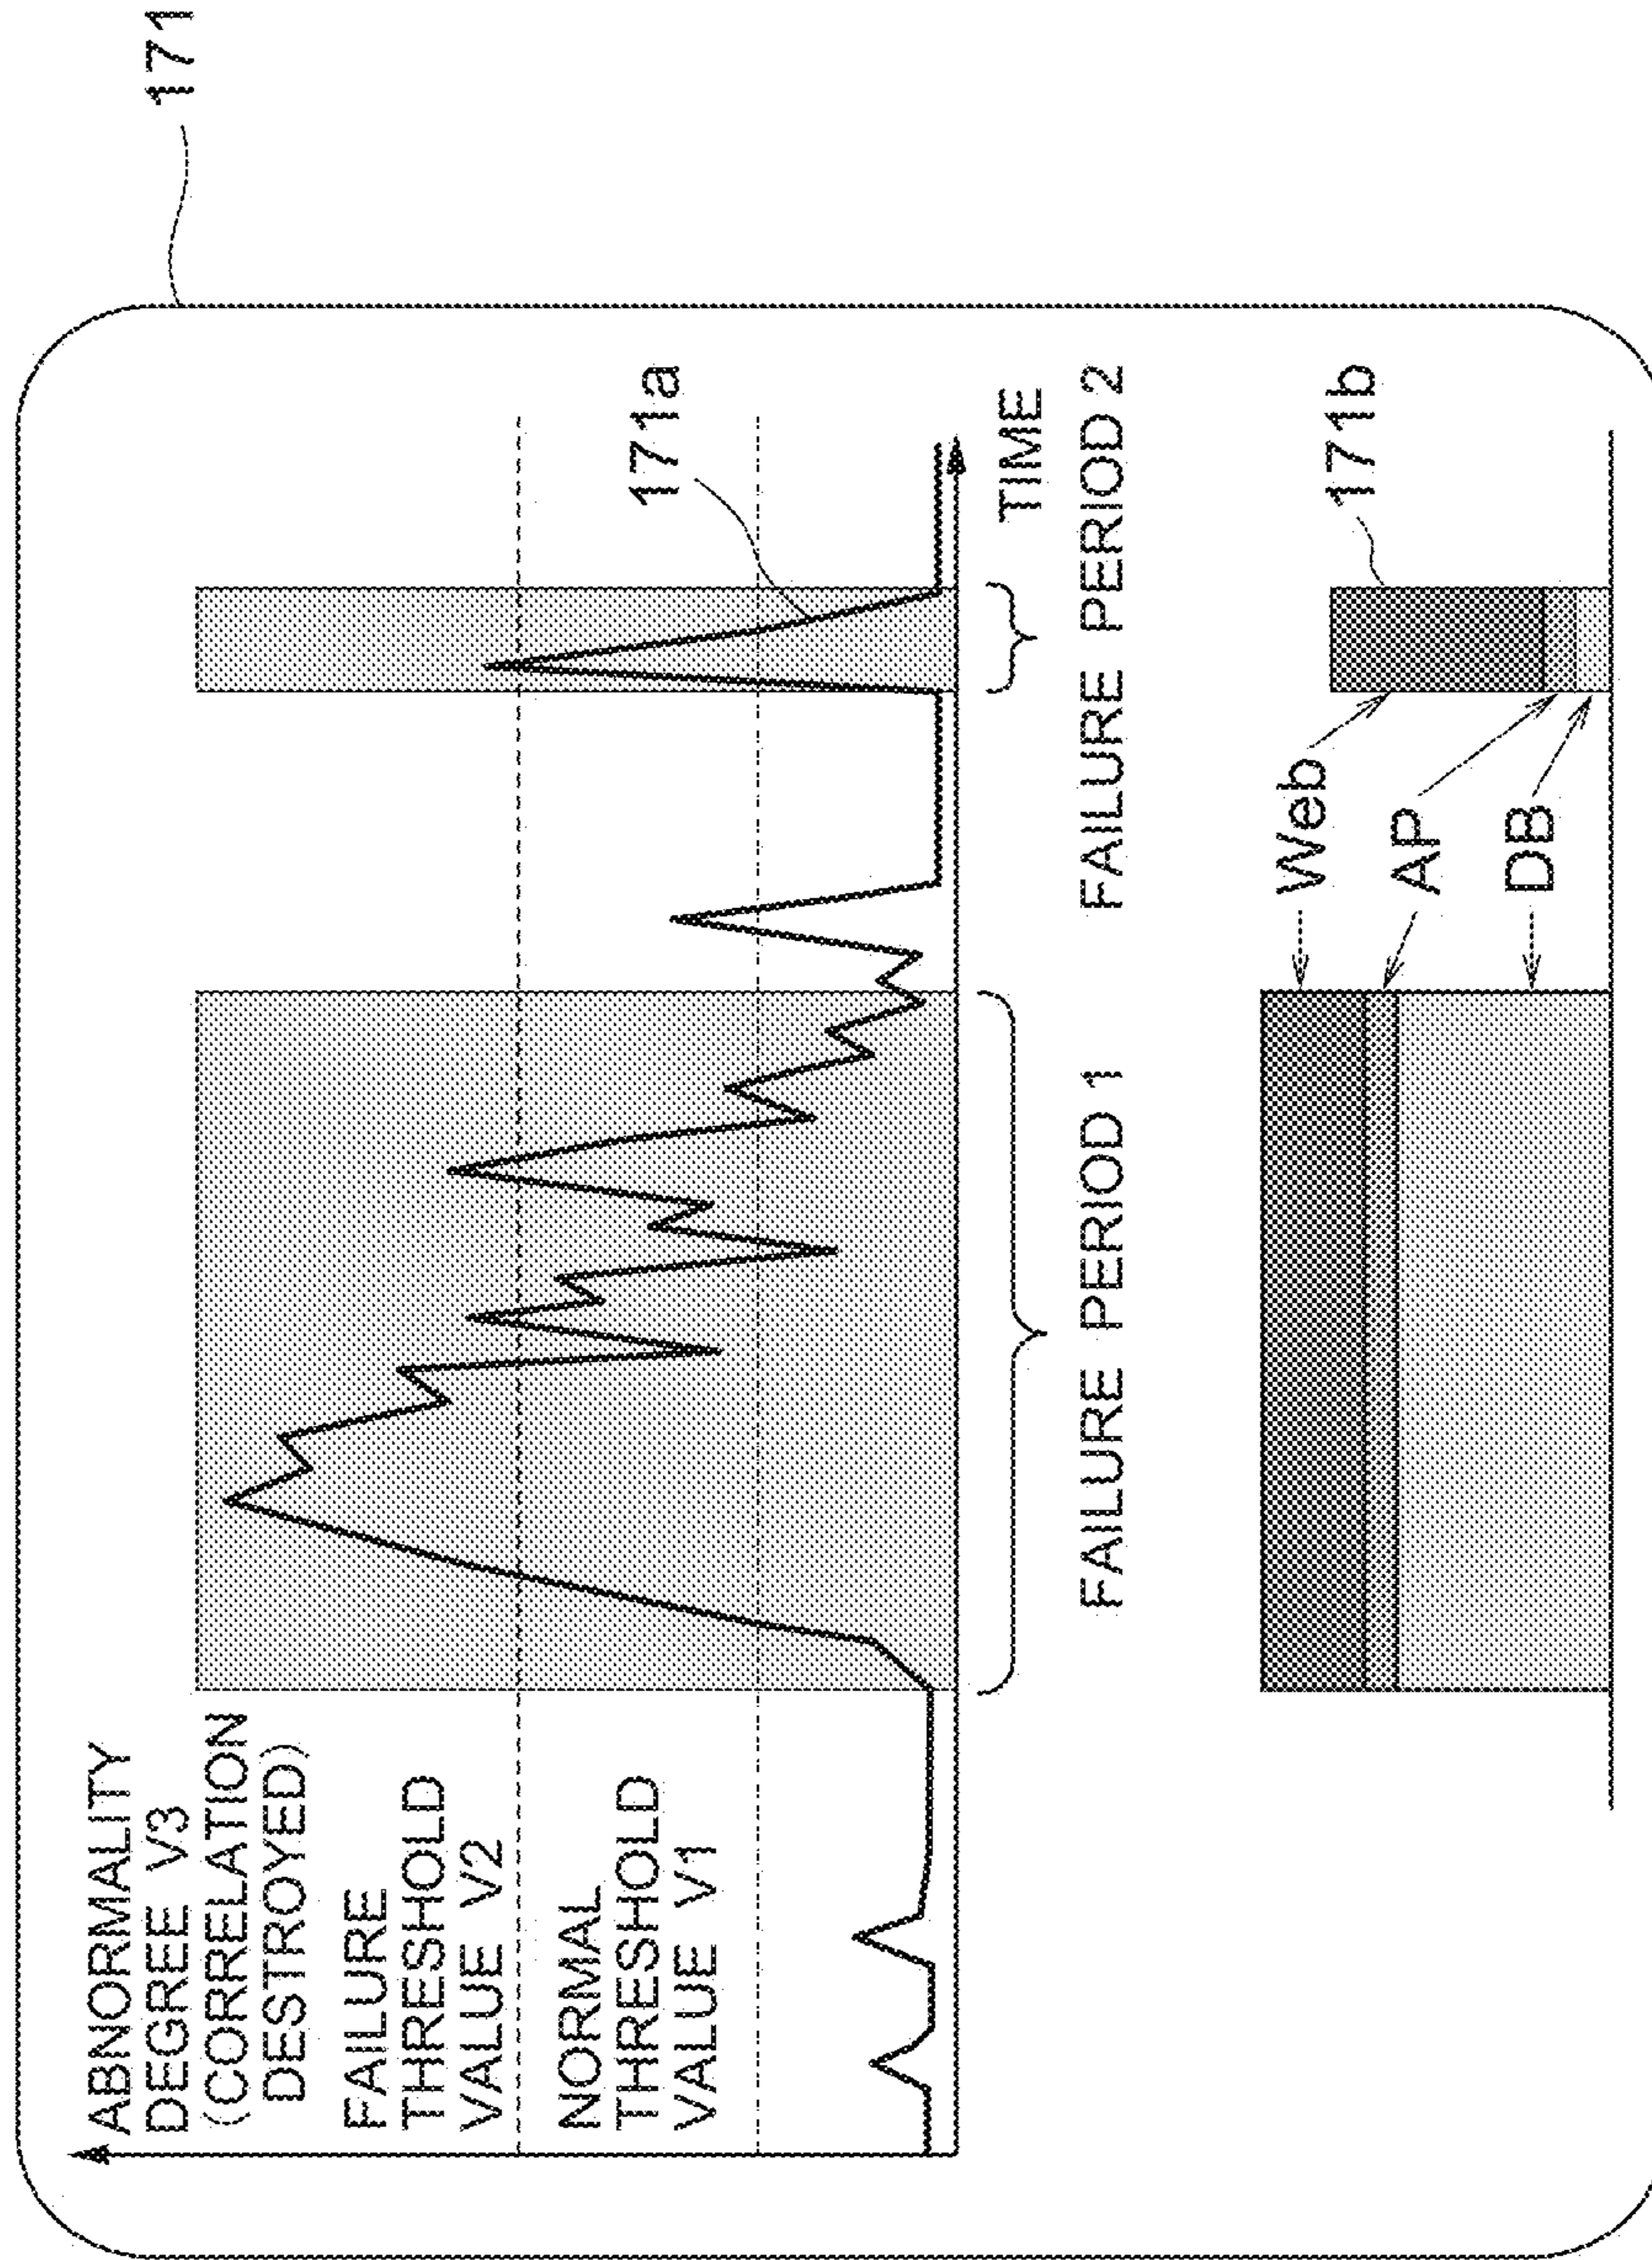 171
ABNORMALITY
DEGREE V3
(CORRELATION
DESTROYED)
FAILURE
THRESHOLD
VALUE V2
NORMAL
THRESHOLD
VALUE V1
171a
TIME
FAILURE PERIOD 1
FAILURE PERIOD 2
Web
AP
DB
171b